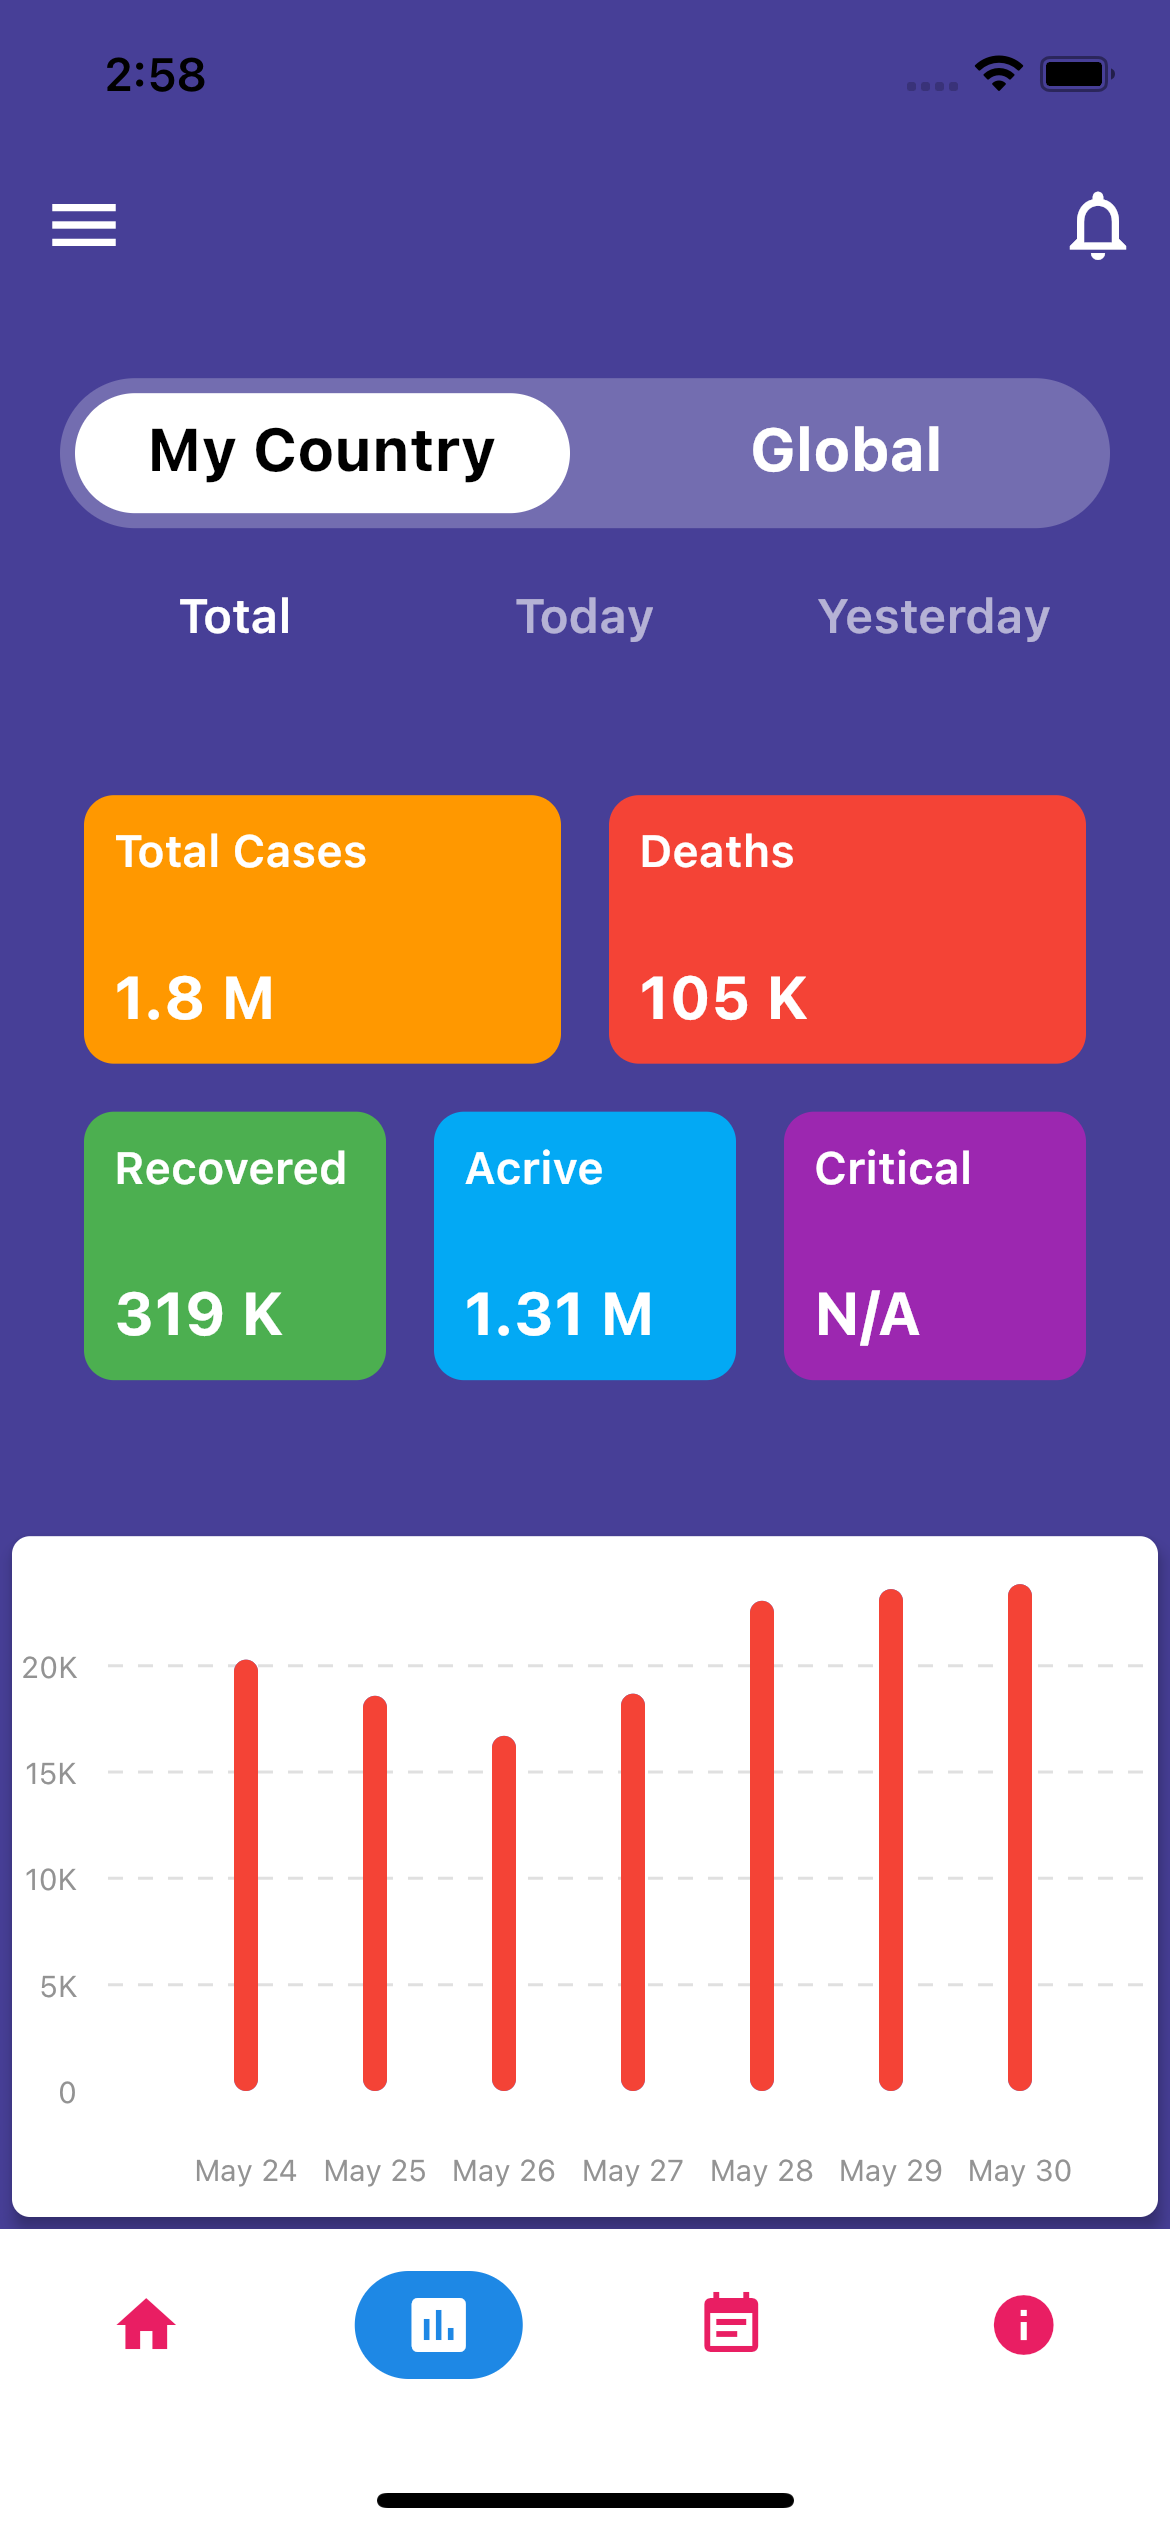 2:58
My Country Global
Total Today Yesterday
Total Cases Deaths
1.8 M 105 K
Recovered Acrive Critical
319 K 1.31 M N/A
20K
15K
10K
5K
0
May 24 May 25 May 26 May 27 May 28 May 29 May 30